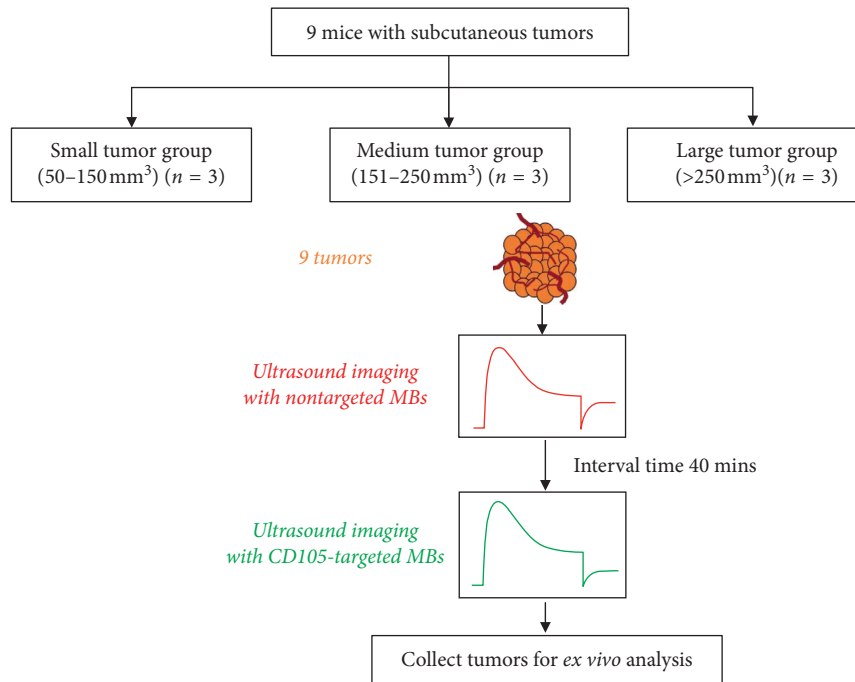 9 mice with subcutaneous tumors
Small tumor group
(50–150 mm³) (n = 3)
Medium tumor group
(151–250 mm³) (n = 3)
Large tumor group
(>250 mm³)(n = 3)
9 tumors
Ultrasound imaging
with nontargeted MBs
Interval time 40 mins
Ultrasound imaging
with CD105-targeted MBs
Collect tumors for ex vivo analysis